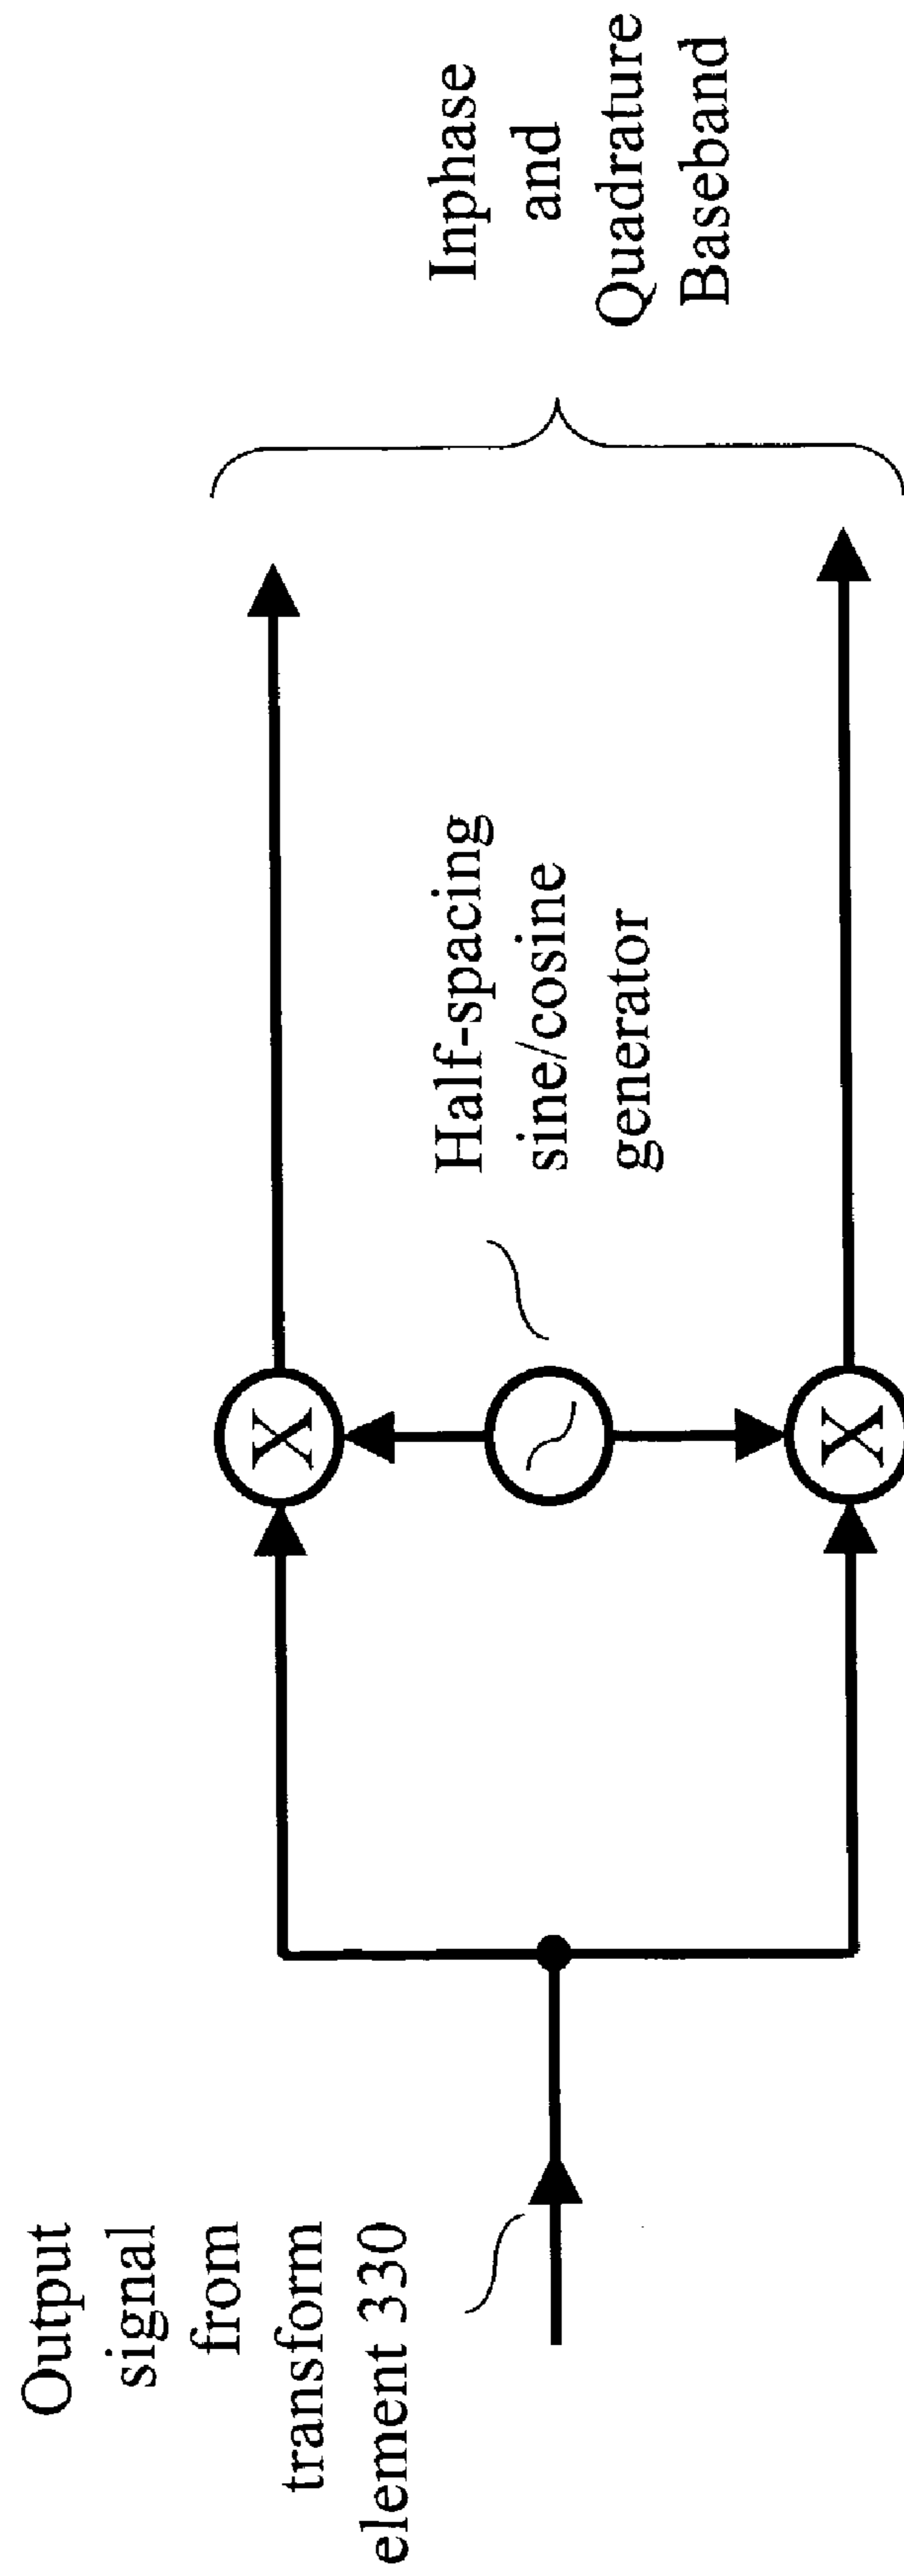 Output
signal
from
transform
element 330
X
X
Half-spacing
sine/cosine
generator
Inphase
and
Quadrature
Baseband